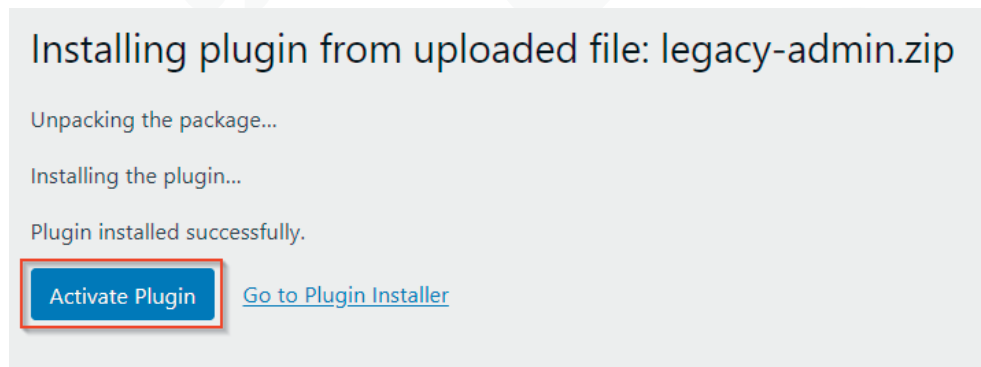 Installing plugin from uploaded file: legacy-admin.zip
Unpacking the package...
Installing the plugin...
Plugin installed successfully.
Activate Plugin Go to Plugin Installer